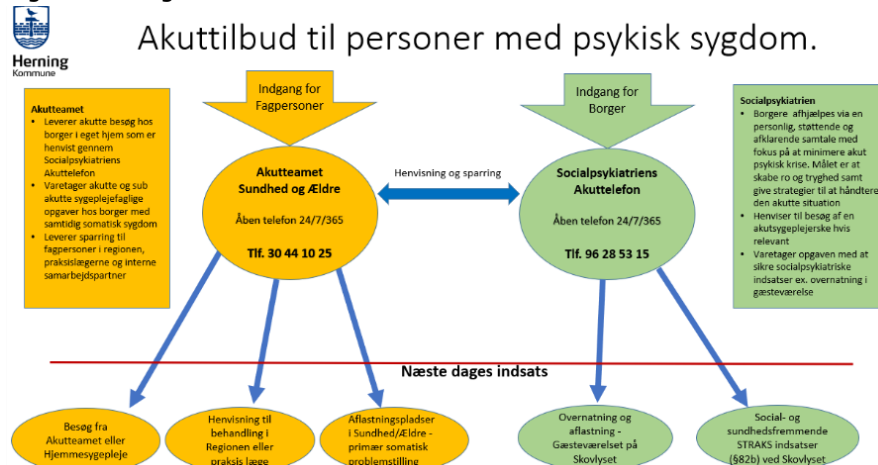 Herning
Kommune
Akuttilbud til personer med psykisk sygdom.
Akutteamet
• Leverer akutte besøg hos
borger i eget hjem som er
henvist gennem
Socialpsykiatriens
Akuttelefon
• Varetager akutte og sub
akutte sygeplejefaglige
opgaver hos borger med
samtidig somatisk sygdom
• Leverer sparring til
fagpersoner i regionen,
praksislægerne og interne
samarbejdspartner
Indgang for
Fagpersoner
Akutteamet
Sundhed og Ældre
Åben telefon 24/7/365
Tlf. 30 44 10 25
Henvisning og sparring
Indgang for
Borger
Socialpsykiatriens
Akuttelefon
Åben telefon 24/7/365
Tlf. 96 28 53 15
Socialpsykiatrien
• Borgere afhjælpes via en
personlig, støttende og
afklarende samtale med
fokus på at minimere akut
psykisk krise. Målet er at
skabe ro og tryghed samt
give strategier til at håndtere
den akutte situation
• Henviser til besøg af en
akutsygeplejerske hvis
relevant
• Varetager opgaven med at
sikre socialpsykiatriske
indsatser ex. overnatning i
gæsteværelse
Næste dages indsats
Besøg fra
Akutteamet eller
Hjemmesygepleje
Henvisning til
behandling i
Regionen eller
praksis læge
Aflastningspladser
i Sundhed/Ældre -
primær somatisk
problemstilling
Overnatning og
aflastning -
Gæsteværelset på
Skovlyset
Social- og
sundhedsfremmende
STRAKS indsatser
(§82b) ved Skovlyset